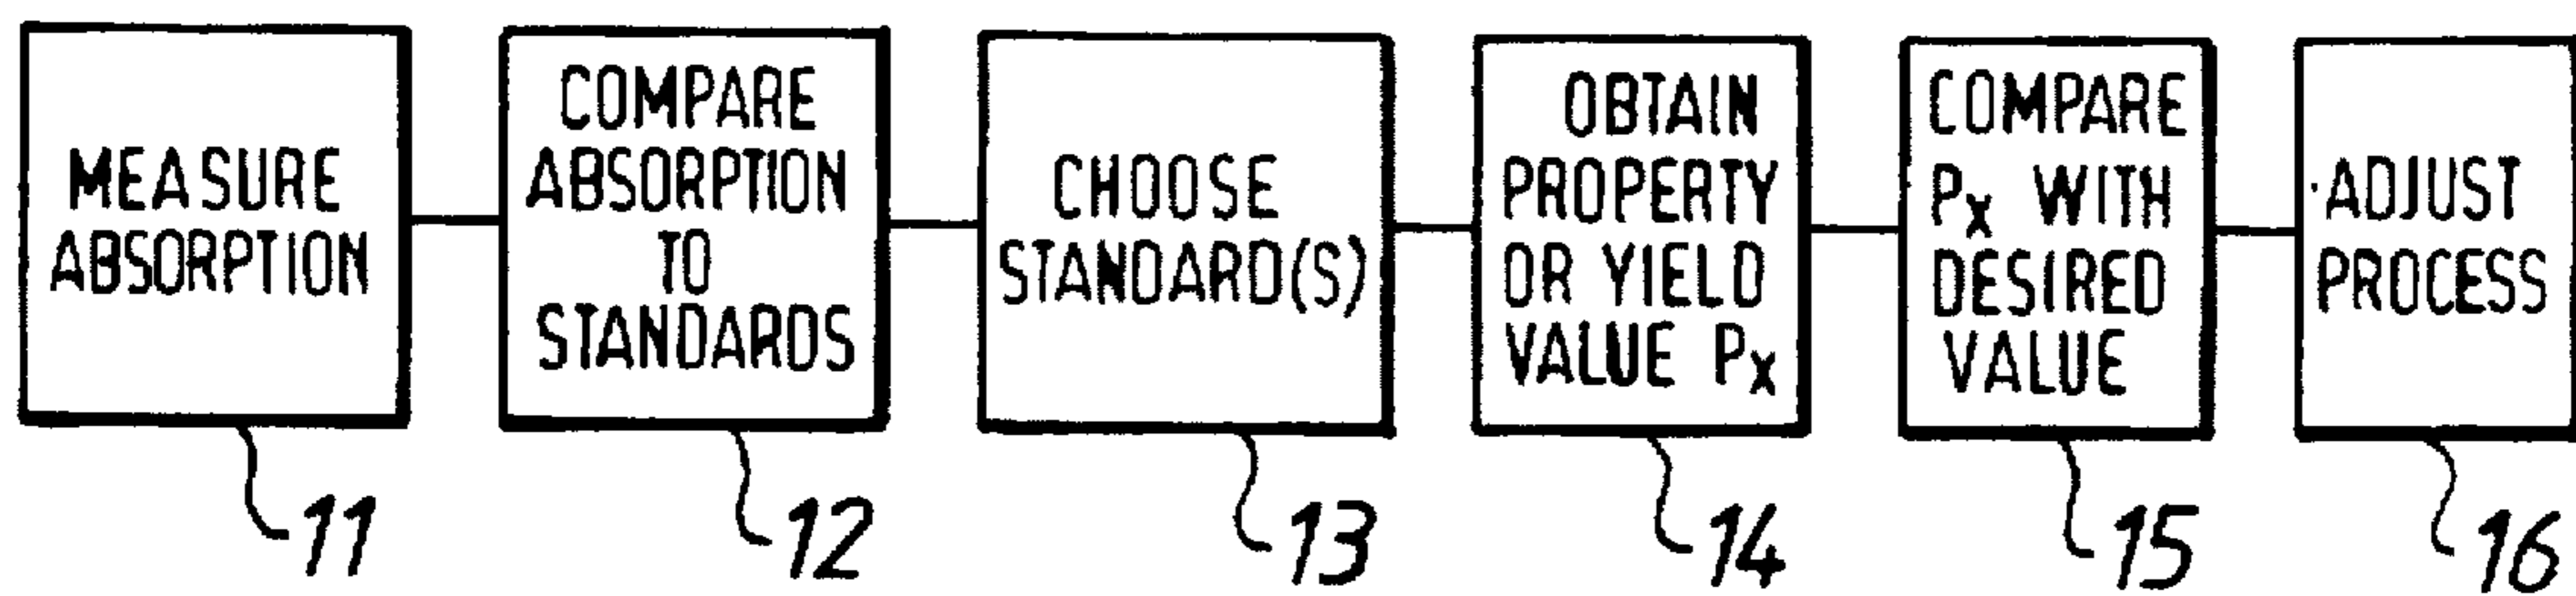 MEASURE
ABSORPTION
COMPARE
ABSORPTION
TO
STANDARDS
CHOOSE
STANDARD(S)
OBTAIN
PROPERTY
OR YIELD
VALUE Px
COMPARE
Px WITH
DESIRED
VALUE
ADJUST
PROCESS
11
12
13
14
15
16